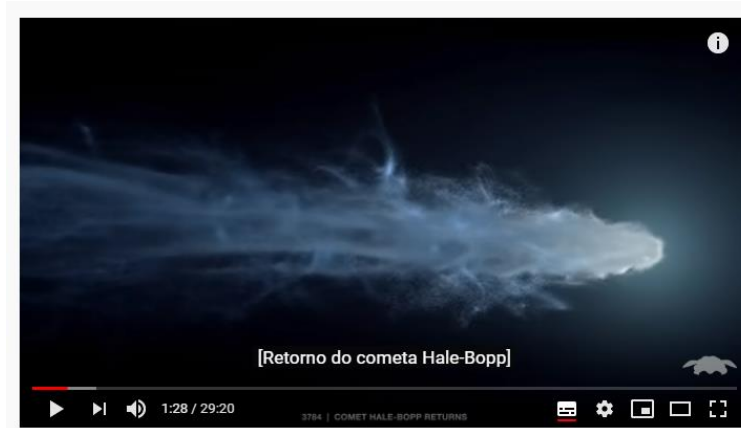 [Retorno do cometa Hale-Bopp]
1:28 / 29:20
3784 | COMET HALE-BOPP RETURNS